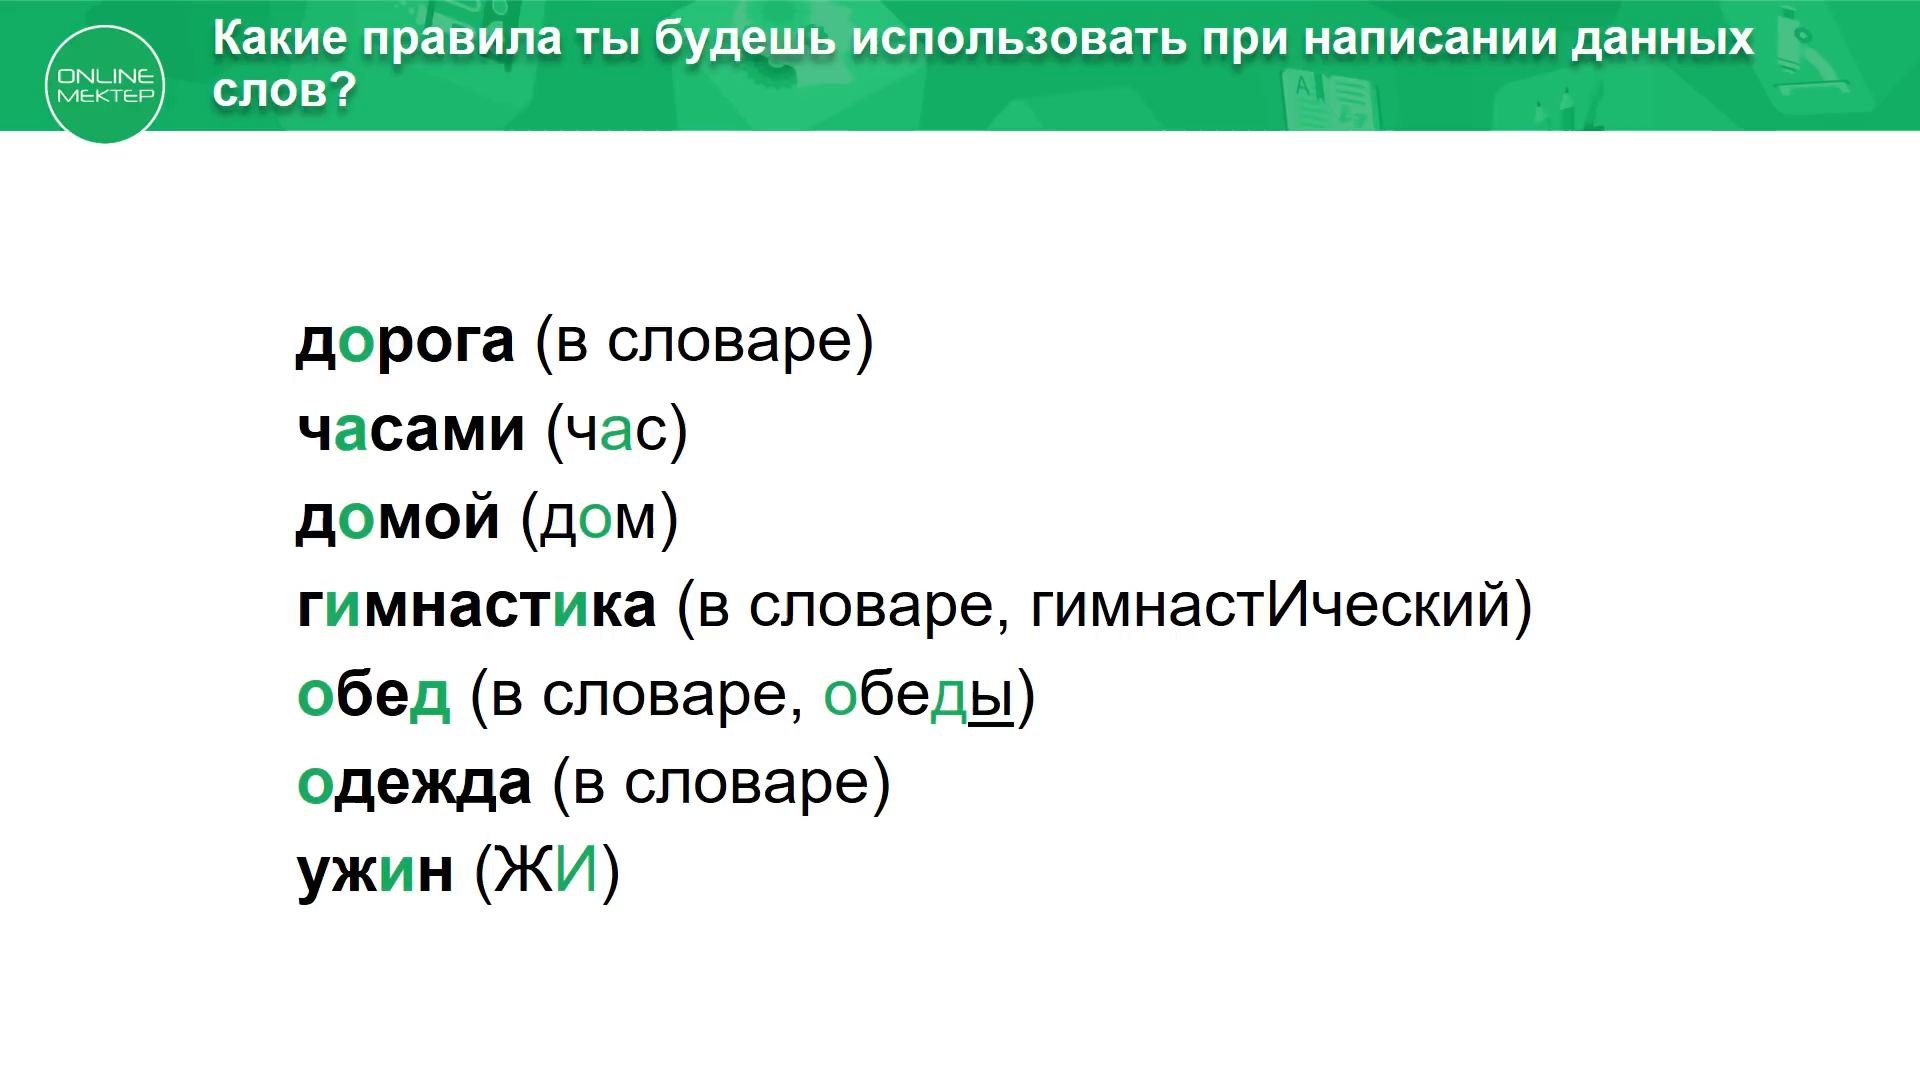 Какие правила ты будешь использовать при написании данных
слов?
ONLINE
MEKTEP
дорога (в словаре)
часами (час)
домой (дом)
гимнастика (в словаре, гимнастИческий)
обед (в словаре, обеды)
одежда (в словаре)
ужин (ЖИ)